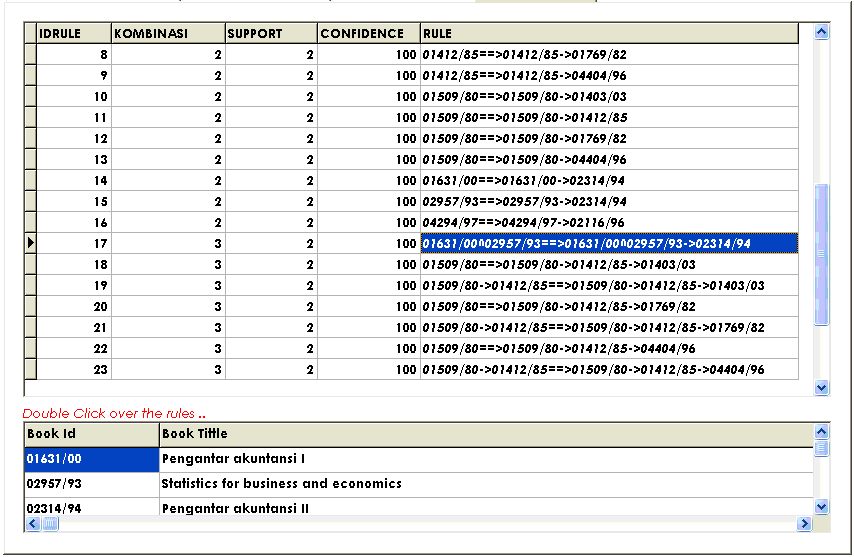 IDRULE KOMBINASI SUPPORT CONFIDENCE RULE
8 2 2 100 01412/85==>01412/85->01769/82
9 2 2 100 01412/85==>01412/85->04404/96
10 2 2 100 01509/80==>01509/80->01403/03
11 2 2 100 01509/80==>01509/80->01412/85
12 2 2 100 01509/80==>01509/80->01769/82
13 2 2 100 01509/80==>01509/80->04404/96
14 2 2 100 01631/00==>01631/00->02314/94
15 2 2 100 02957/93==>02957/93->02314/94
16 2 2 100 04294/97==>04294/97->02116/96
17 3 2 100 01631/00^02957/93==>01631/00^02957/93->02314/94
18 3 2 100 01509/80==>01509/80->01412/85->01403/03
19 3 2 100 01509/80->01412/85==>01509/80->01412/85->01403/03
20 3 2 100 01509/80==>01509/80->01412/85->01769/82
21 3 2 100 01509/80->01412/85==>01509/80->01412/85->01769/82
22 3 2 100 01509/80==>01509/80->01412/85->04404/96
23 3 2 100 01509/80->01412/85==>01509/80->01412/85->04404/96
Double Click over the rules ..
Book Id Book Tittle
01631/00 Pengantar akuntansi I
02957/93 Statistics for business and economics
02314/94 Pengantar akuntansi II